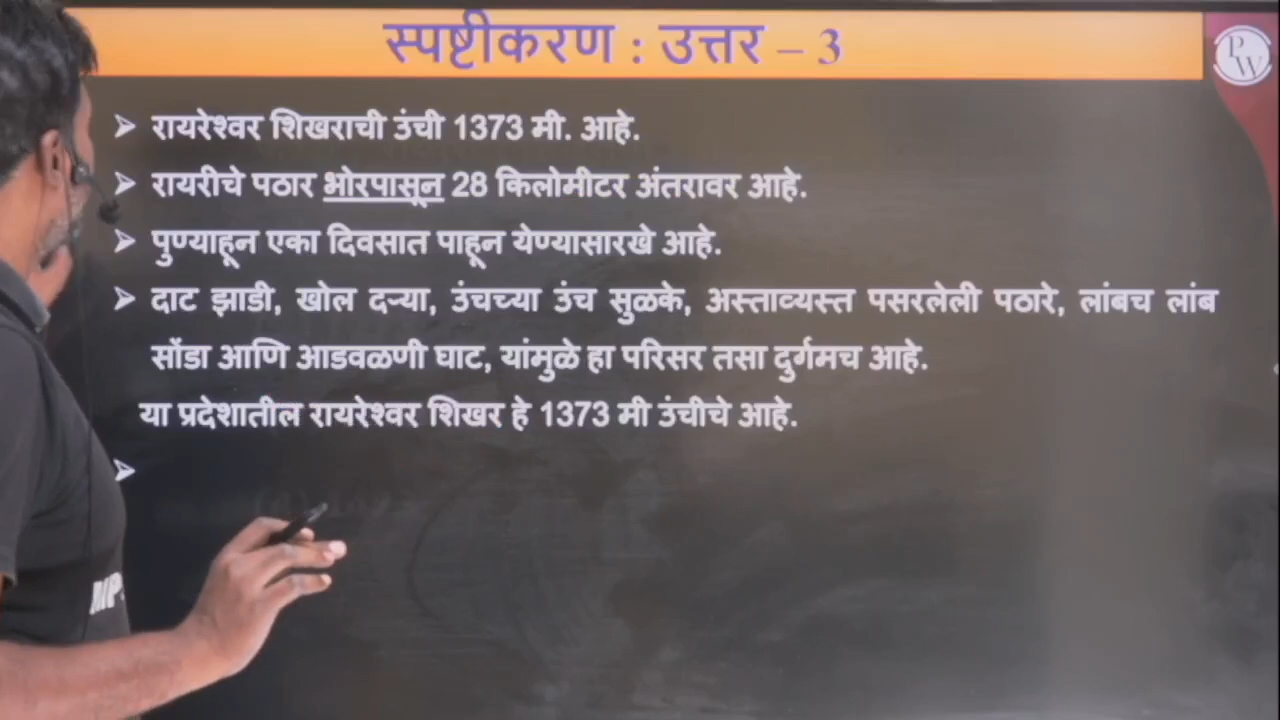 स्पष्टीकरण : उत्तर – 3
PW
➢ रायरेश्वर शिखराची उंची 1373 मी. आहे.
➢ रायरीचे पठार भोरपासून 28 किलोमीटर अंतरावर आहे.
➢ पुण्याहून एका दिवसात पाहून येण्यासारखे आहे.
➢ दाट झाडी, खोल दऱ्या, उंचच्या उंच सुळके, अस्ताव्यस्त पसरलेली पठारे, लांबच लांब
सोंडा आणि आडवळणी घाट, यांमुळे हा परिसर तसा दुर्गमच आहे.
या प्रदेशातील रायरेश्वर शिखर हे 1373 मी उंचीचे आहे.
➢